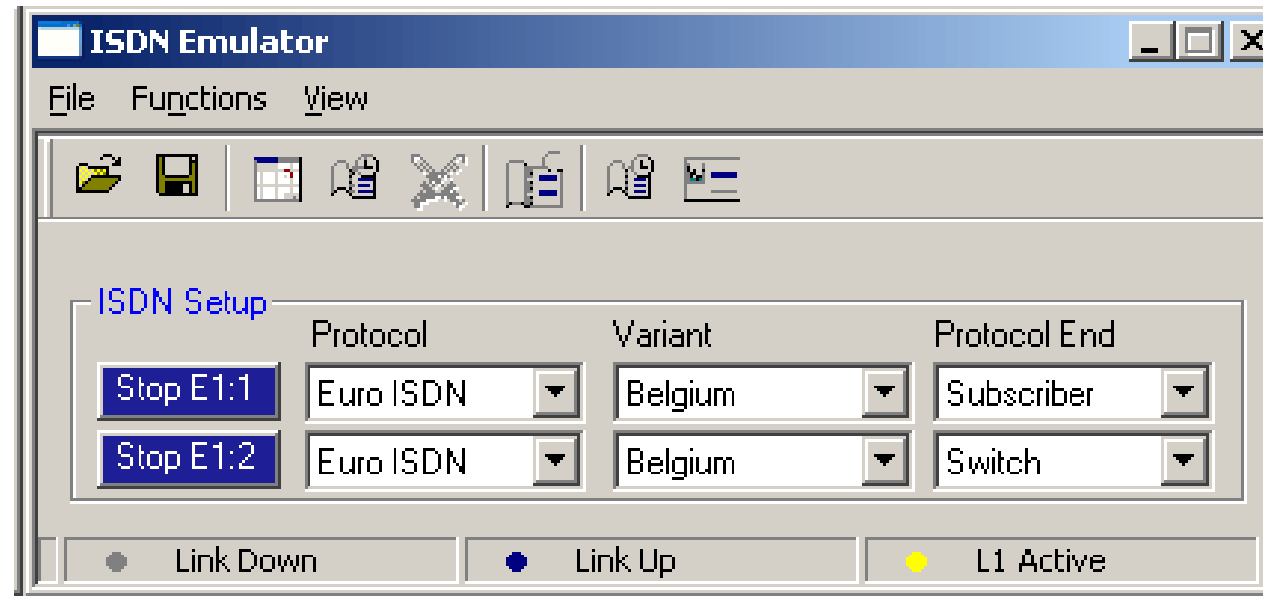 ISDN Emulator
File Functions View
ISDN Setup
Protocol Variant Protocol End
Stop E1:1 Euro ISDN Belgium Subscriber
Stop E1:2 Euro ISDN Belgium Switch
Link Down Link Up L1 Active